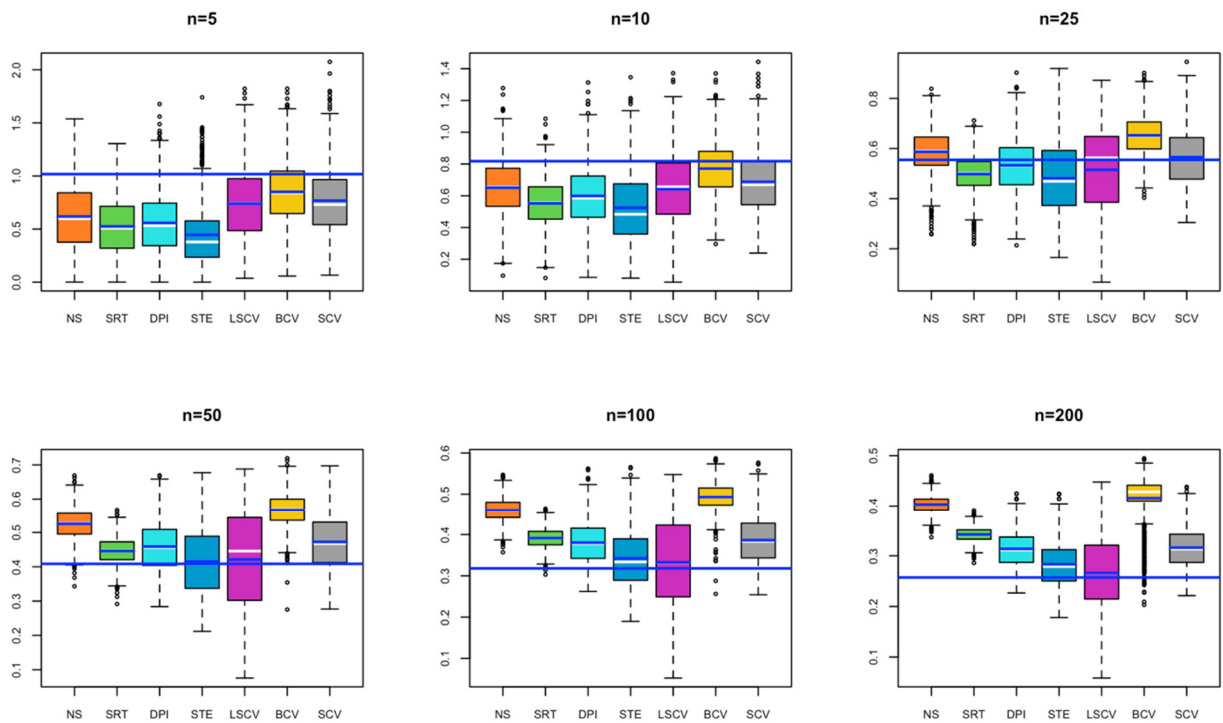 n=5
n=10
n=25
2.0
1.5
1.0
0.5
0.0
NS SRT DPI STE LSCV BCV SCV
1.4
1.2
1.0
0.8
0.6
0.4
0.2
NS SRT DPI STE LSCV BCV SCV
0.8
0.6
0.4
0.2
NS SRT DPI STE LSCV BCV SCV
n=50
n=100
n=200
0.7
0.6
0.5
0.4
0.3
0.2
0.1
NS SRT DPI STE LSCV BCV SCV
0.6
0.5
0.4
0.3
0.2
0.1
NS SRT DPI STE LSCV BCV SCV
0.5
0.4
0.3
0.2
0.1
NS SRT DPI STE LSCV BCV SCV